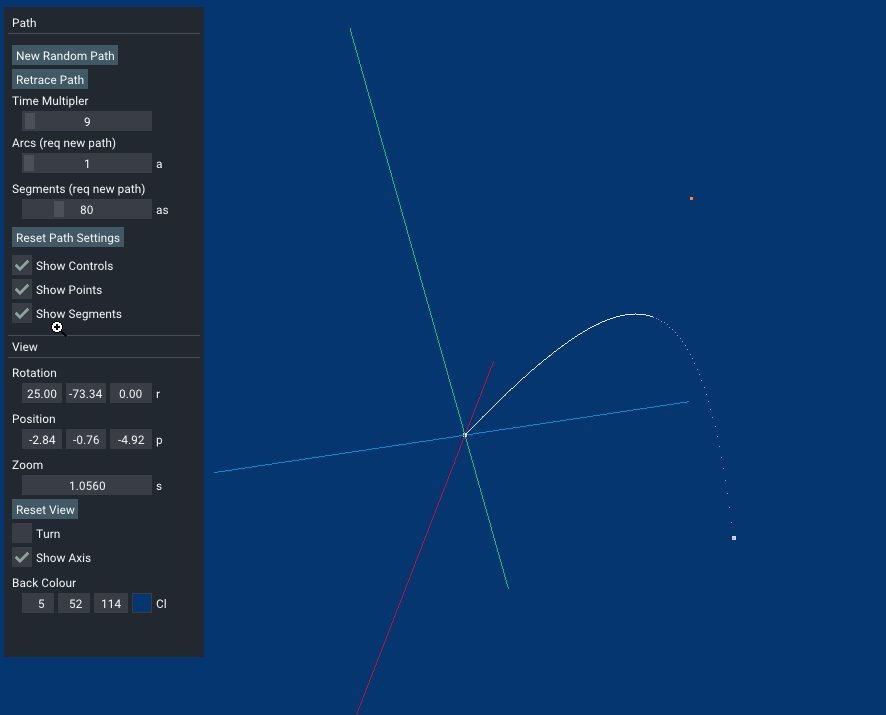 Path
New Random Path
Retrace Path
Time Multipler
9
Arcs (req new path)
1 a
Segments (req new path)
80 as
Reset Path Settings
Show Controls
Show Points
Show Segments
View
Rotation
25.00 -73.34 0.00 r
Position
-2.84 -0.76 -4.92 p
Zoom
1.0560 s
Reset View
Turn
Show Axis
Back Colour
5 52 114 Cl